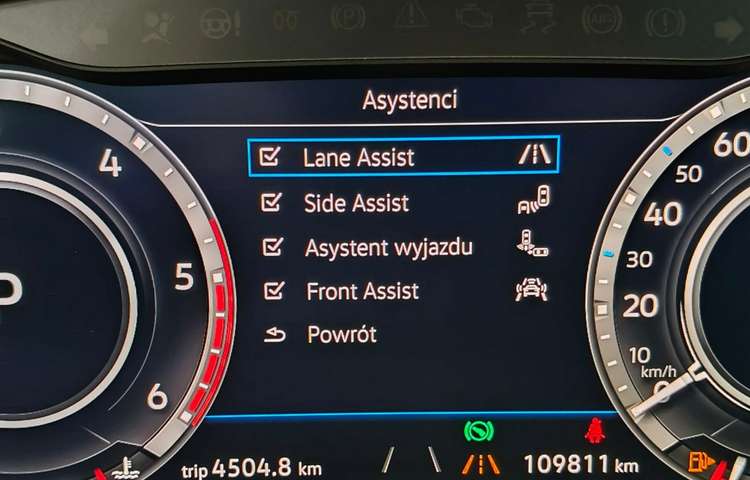 Asystenci
Lane Assist
Side Assist
Asystent wyjazdu
Front Assist
Powrót
4
5
6
P
60
50
40
30
20
10
km/h
0
trip 4504.8 km
109811 km